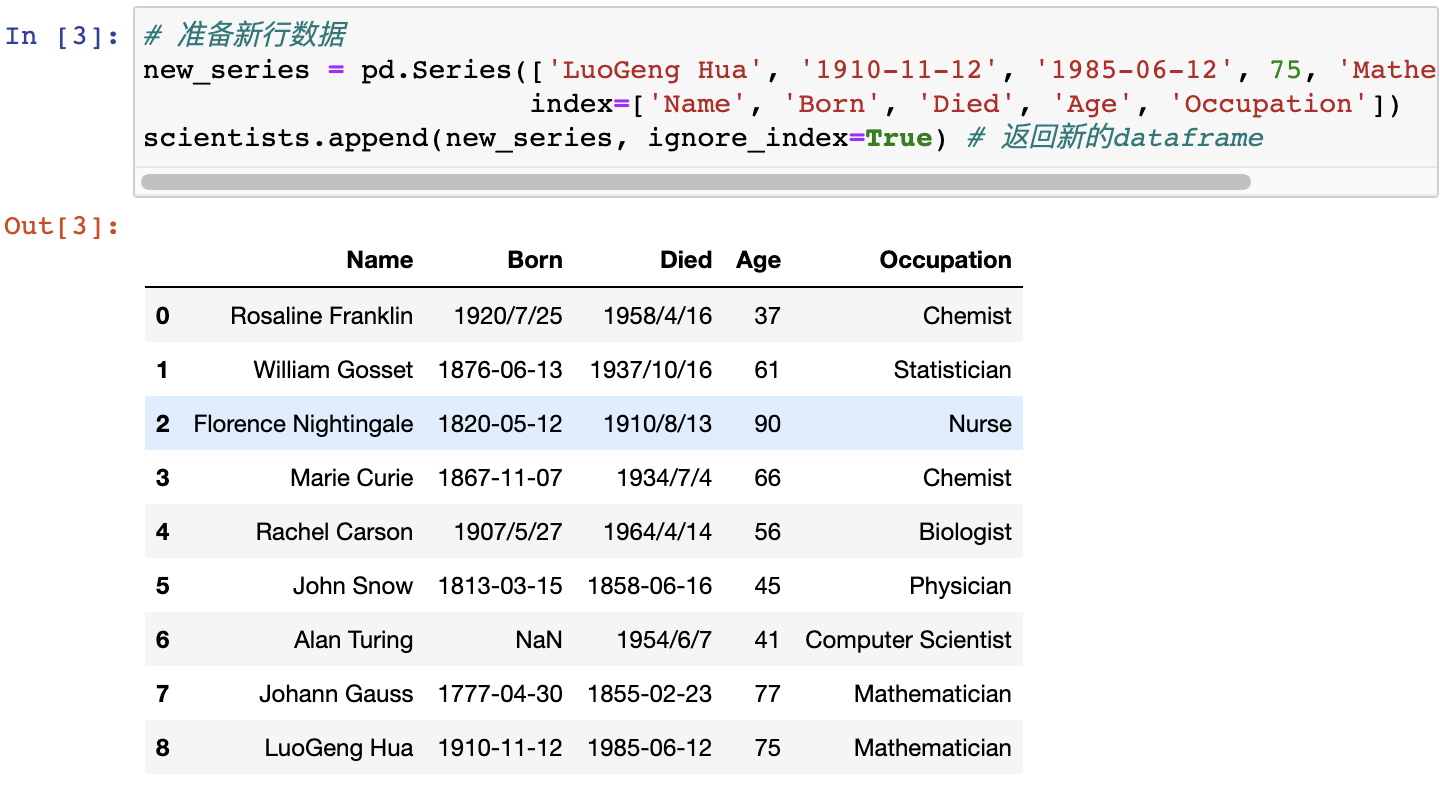 In [3]:
# 准备新行数据
new_series = pd.Series(['LuoGeng Hua', '1910-11-12', '1985-06-12', 75, 'Mathe
index=['Name', 'Born', 'Died', 'Age', 'Occupation'])
scientists.append(new_series, ignore_index=True) # 返回新的dataframe
Out[3]:
Name Born Died Age Occupation
0 Rosaline Franklin 1920/7/25 1958/4/16 37 Chemist
1 William Gosset 1876-06-13 1937/10/16 61 Statistician
2 Florence Nightingale 1820-05-12 1910/8/13 90 Nurse
3 Marie Curie 1867-11-07 1934/7/4 66 Chemist
4 Rachel Carson 1907/5/27 1964/4/14 56 Biologist
5 John Snow 1813-03-15 1858-06-16 45 Physician
6 Alan Turing NaN 1954/6/7 41 Computer Scientist
7 Johann Gauss 1777-04-30 1855-02-23 77 Mathematician
8 LuoGeng Hua 1910-11-12 1985-06-12 75 Mathematician